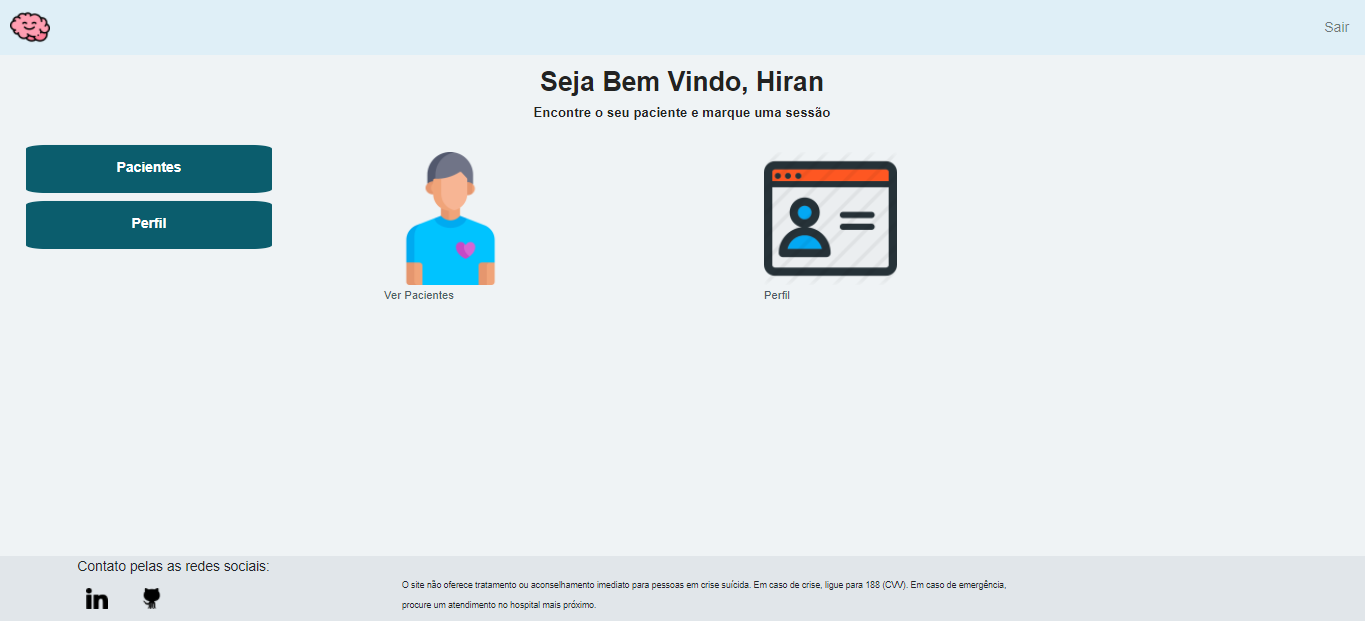 Sair
Seja Bem Vindo, Hiran
Encontre o seu paciente e marque uma sessão
Pacientes
Perfil
Ver Pacientes
Perfil
Contato pelas as redes sociais:
in
O site não oferece tratamento ou aconselhamento imediato para pessoas em crise suícida. Em caso de crise, ligue para 188 (CVV). Em caso de emergência,
procure um atendimento no hospital mais próximo.